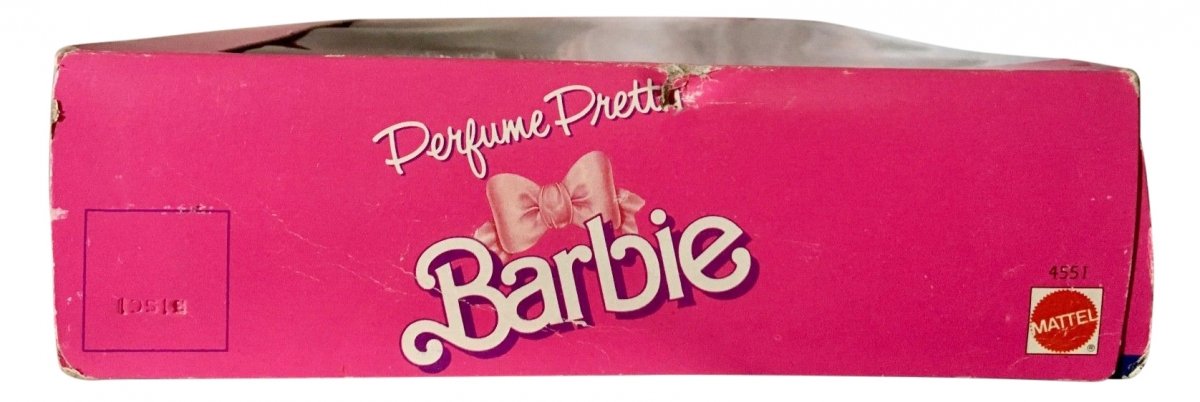 Perfume Pretty
Barbie
4551
MATTEL
®